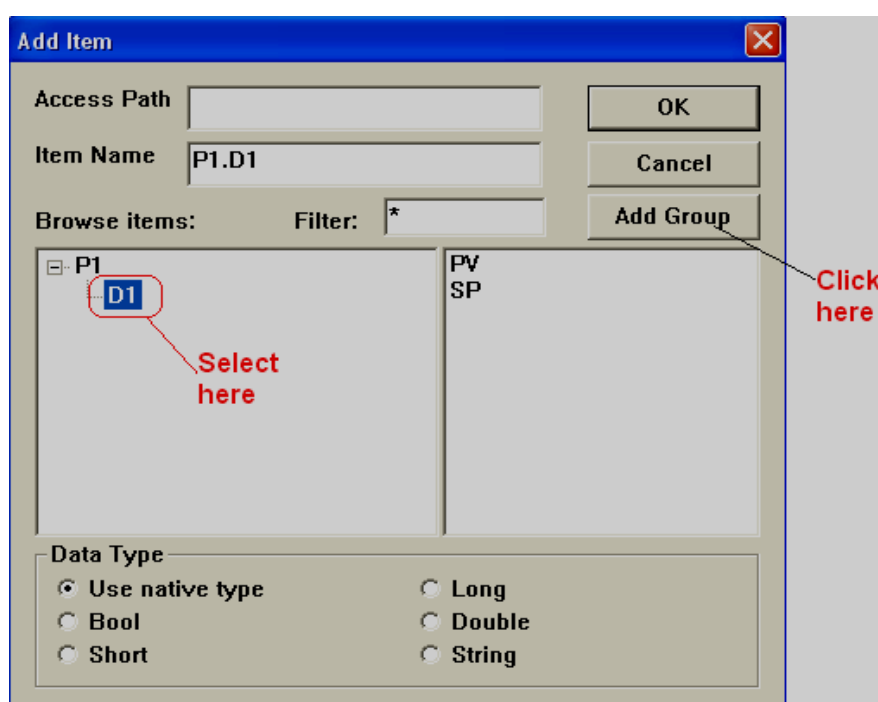 Add Item
Access Path
OK
Item Name P1.D1
Cancel
Browse items: Filter: *
Add Group
P1
D1
PV
SP
Click
here
Select
here
Data Type
Use native type
Long
Bool
Double
Short
String